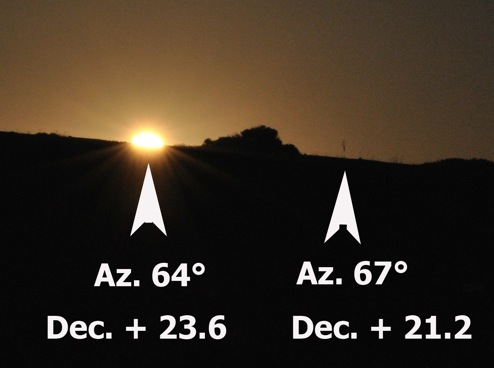 Az. 64°
Dec. + 23.6
Az. 67°
Dec. + 21.2